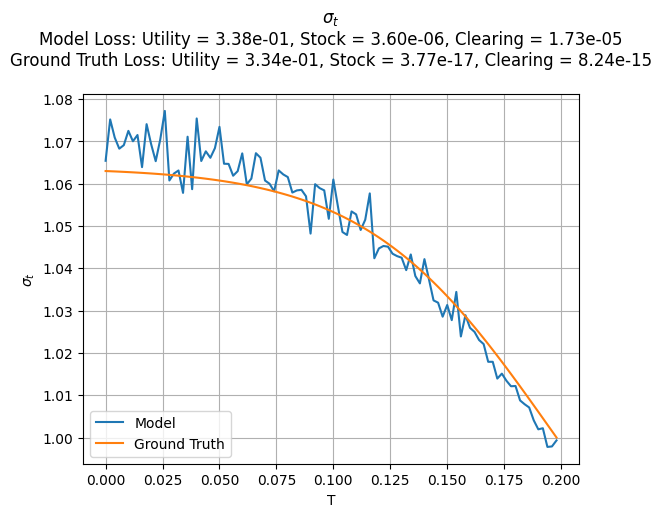 σt
Model Loss: Utility = 3.38e-01, Stock = 3.60e-06, Clearing = 1.73e-05
Ground Truth Loss: Utility = 3.34e-01, Stock = 3.77e-17, Clearing = 8.24e-15
1.08
1.07
1.06
1.05
1.04
1.03
1.02
1.01
1.00
σt
Model
Ground Truth
0.000 0.025 0.050 0.075 0.100 0.125 0.150 0.175 0.200
T